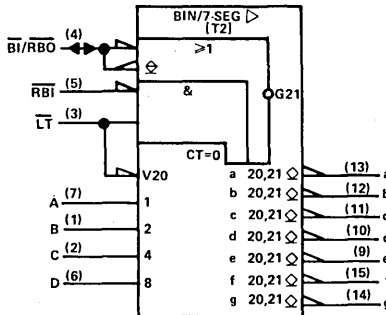 BIN/7-SEG ▷
[T2]
BI/RBO (4) ≥1
RBI (5) &
G21
LT (3)
CT=0
V20
A (7) 1
B (1) 2
C (2) 4
D (6) 8
a 20,21 (13) a
b 20,21 (12) b
c 20,21 (11)
d 20,21 (10)
e 20,21 (9)
f 20,21 (15)
g 20,21 (14)